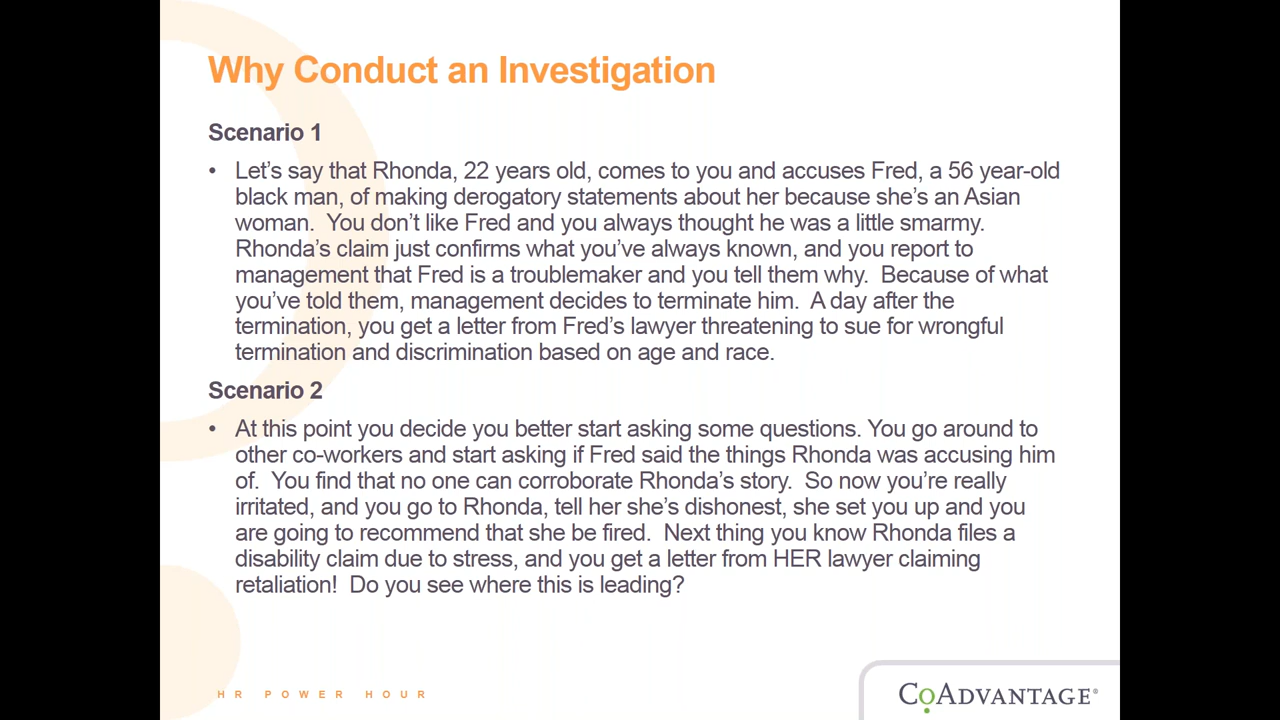 Why Conduct an Investigation
Scenario 1
• Let’s say that Rhonda, 22 years old, comes to you and accuses Fred, a 56 year-old
black man, of making derogatory statements about her because she’s an Asian
woman.  You don’t like Fred and you always thought he was a little smarmy.
Rhonda’s claim just confirms what you’ve always known, and you report to
management that Fred is a troublemaker and you tell them why.  Because of what
you’ve told them, management decides to terminate him.  A day after the
termination, you get a letter from Fred’s lawyer threatening to sue for wrongful
termination and discrimination based on age and race.
Scenario 2
• At this point you decide you better start asking some questions. You go around to
other co-workers and start asking if Fred said the things Rhonda was accusing him
of.  You find that no one can corroborate Rhonda’s story.  So now you’re really
irritated, and you go to Rhonda, tell her she’s dishonest, she set you up and you
are going to recommend that she be fired.  Next thing you know Rhonda files a
disability claim due to stress, and you get a letter from HER lawyer claiming
retaliation!  Do you see where this is leading?
HR POWER HOUR
CoAdvantage®